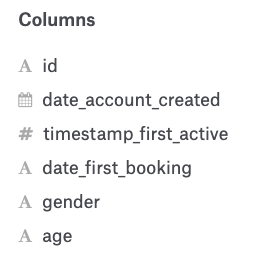 Columns
A id
date_account_created
# timestamp_first_active
A date_first_booking
A gender
A age